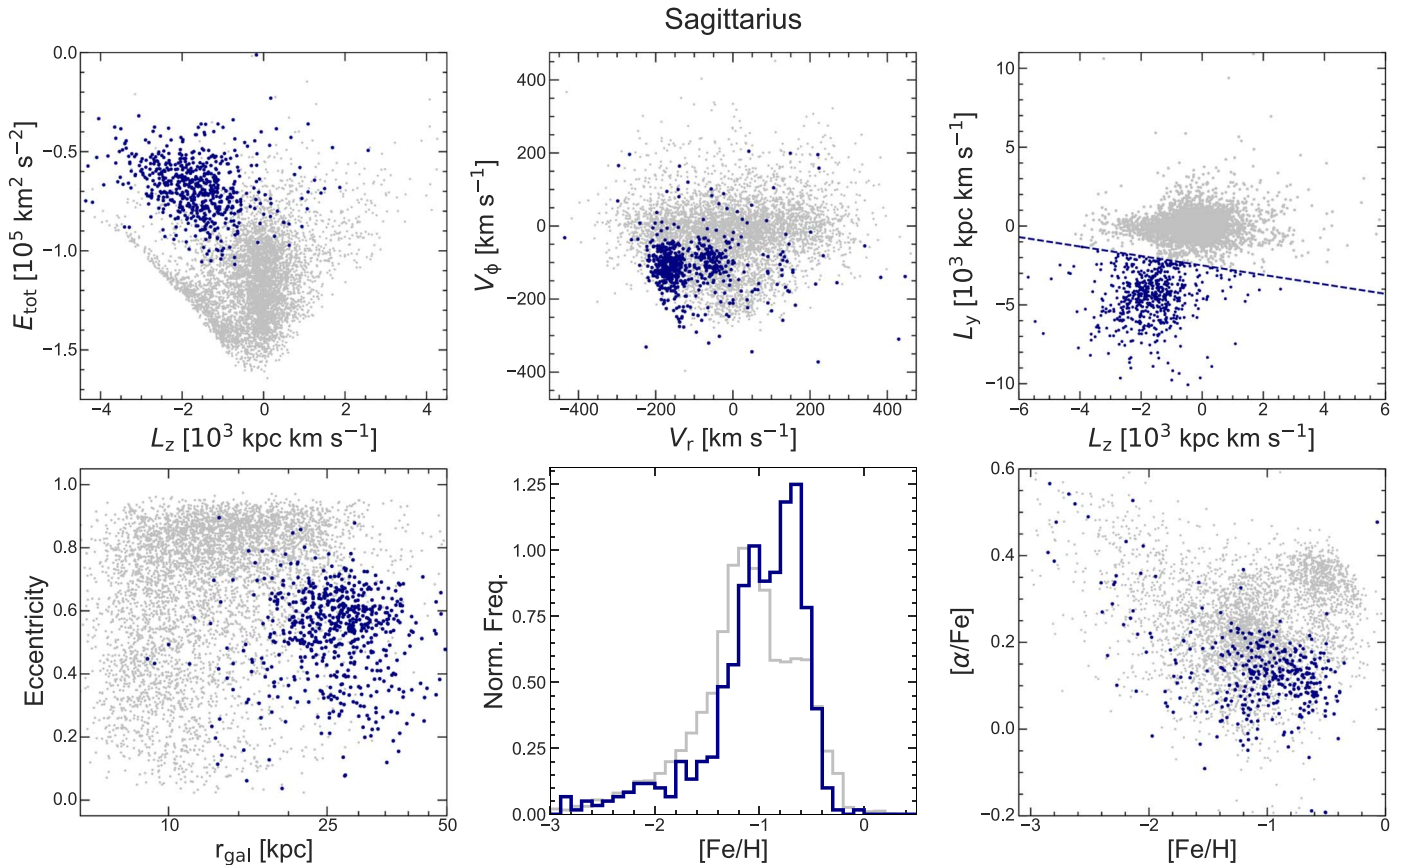 Sagittarius
0.0
−0.5
−1.0
−1.5
E_tot [10^5 km^2 s^−2]
−4 −2 0 2 4
L_z [10^3 kpc km s^−1]
400
200
0
−200
−400
V_ϕ [km s^−1]
−400 −200 0 200 400
V_r [km s^−1]
10
5
0
−5
−10
L_y [10^3 kpc km s^−1]
−6 −4 −2 0 2 4 6
L_z [10^3 kpc km s^−1]
1.0
0.8
0.6
0.4
0.2
0.0
Eccentricity
10 25 50
r_gal [kpc]
1.25
1.00
0.75
0.50
0.25
0.00
Norm. Freq.
−3 −2 −1 0
[Fe/H]
0.6
0.4
0.2
0.0
−0.2
[α/Fe]
−3 −2 −1 0
[Fe/H]